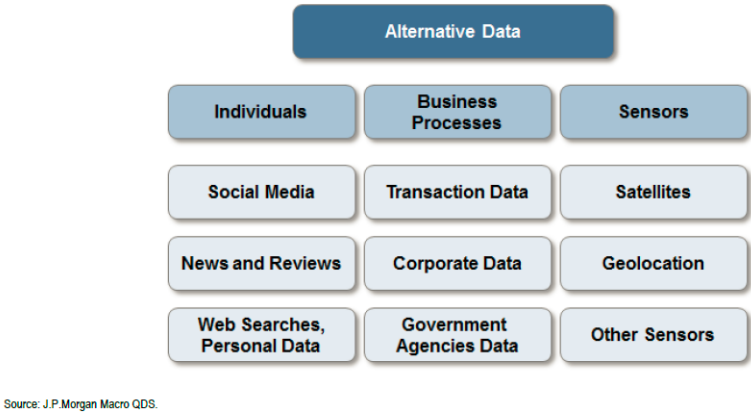 Alternative Data
Individuals
Business
Processes
Sensors
Social Media
Transaction Data
Satellites
News and Reviews
Corporate Data
Geolocation
Web Searches,
Personal Data
Government
Agencies Data
Other Sensors
Source: J.P.Morgan Macro QDS.